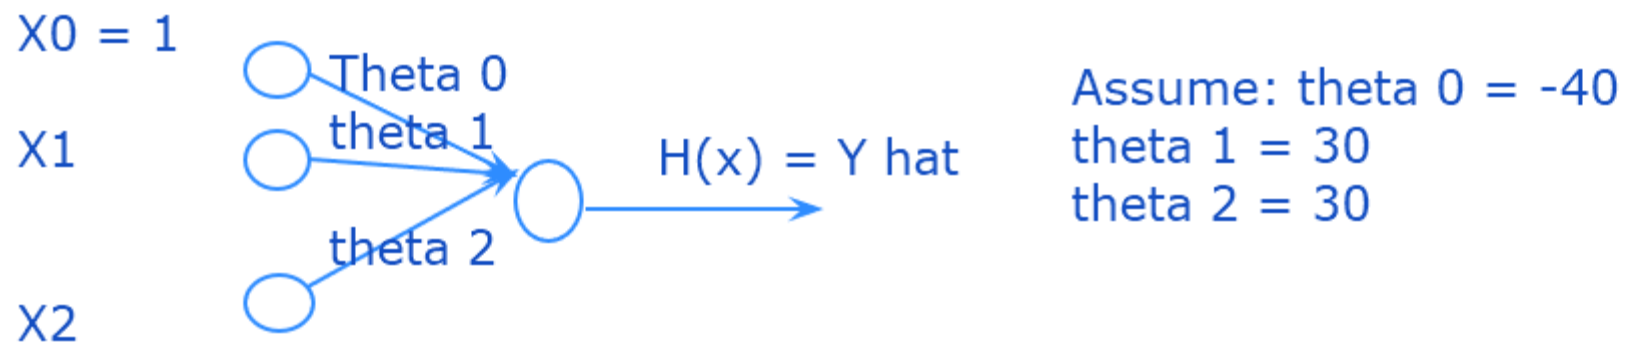 X0 = 1
Theta 0
theta 1
X1
theta 2
X2
H(x) = Y hat
Assume: theta 0 = -40
theta 1 = 30
theta 2 = 30